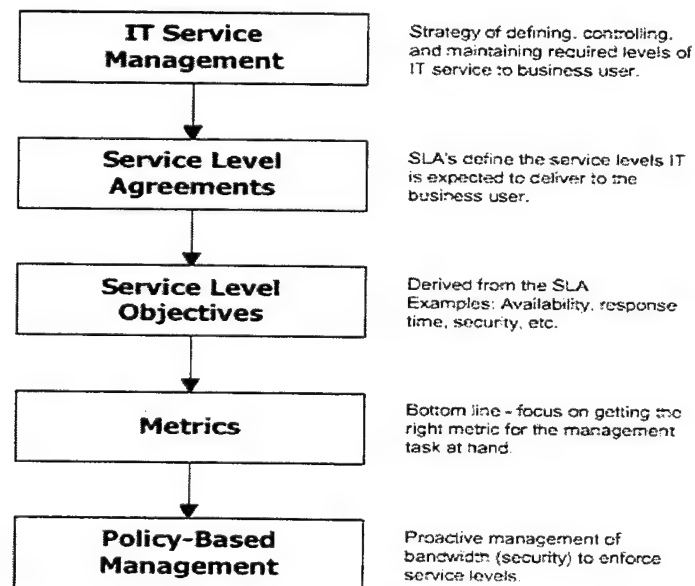 IT Service
Management
Strategy of defining, controlling,
and maintaining required levels of
IT service to business user.
Service Level
Agreements
SLA's define the service levels IT
is expected to deliver to the
business user.
Service Level
Objectives
Derived from the SLA
Examples: Availability, response
time, security, etc.
Metrics
Bottom line - focus on getting the
right metric for the management
task at hand.
Policy-Based
Management
Proactive management of
bandwidth (security) to enforce
service levels.